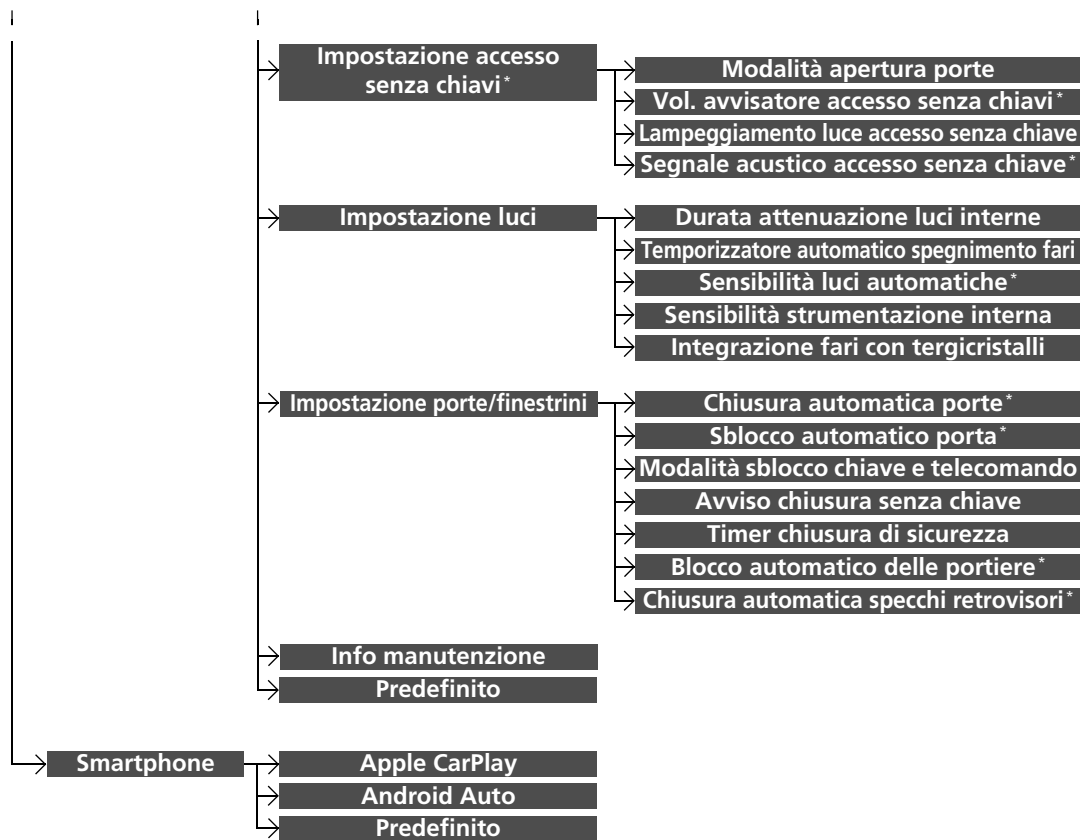 Impostazione accesso
senza chiavi*
Modalità apertura porte
Vol. avvisatore accesso senza chiavi*
Lampeggiamento luce accesso senza chiave
Segnale acustico accesso senza chiave*
Impostazione luci
Durata attenuazione luci interne
Temporizzatore automatico spegnimento fari
Sensibilità luci automatiche*
Sensibilità strumentazione interna
Integrazione fari con tergicristalli
Impostazione porte/finestrini
Chiusura automatica porte*
Sblocco automatico porta*
Modalità sblocco chiave e telecomando
Avviso chiusura senza chiave
Timer chiusura di sicurezza
Blocco automatico delle portiere*
Chiusura automatica specchi retrovisori*
Info manutenzione
Predefinito
Smartphone
Apple CarPlay
Android Auto
Predefinito